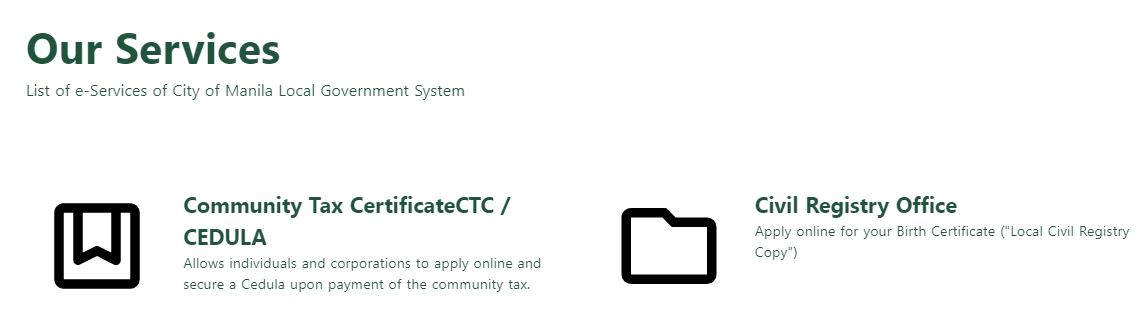 Our Services
List of e-Services of City of Manila Local Government System
Community Tax CertificateCTC /
CEDULA
Allows individuals and corporations to apply online and
secure a Cedula upon payment of the community tax.
Civil Registry Office
Apply online for your Birth Certificate ("Local Civil Registry
Copy")